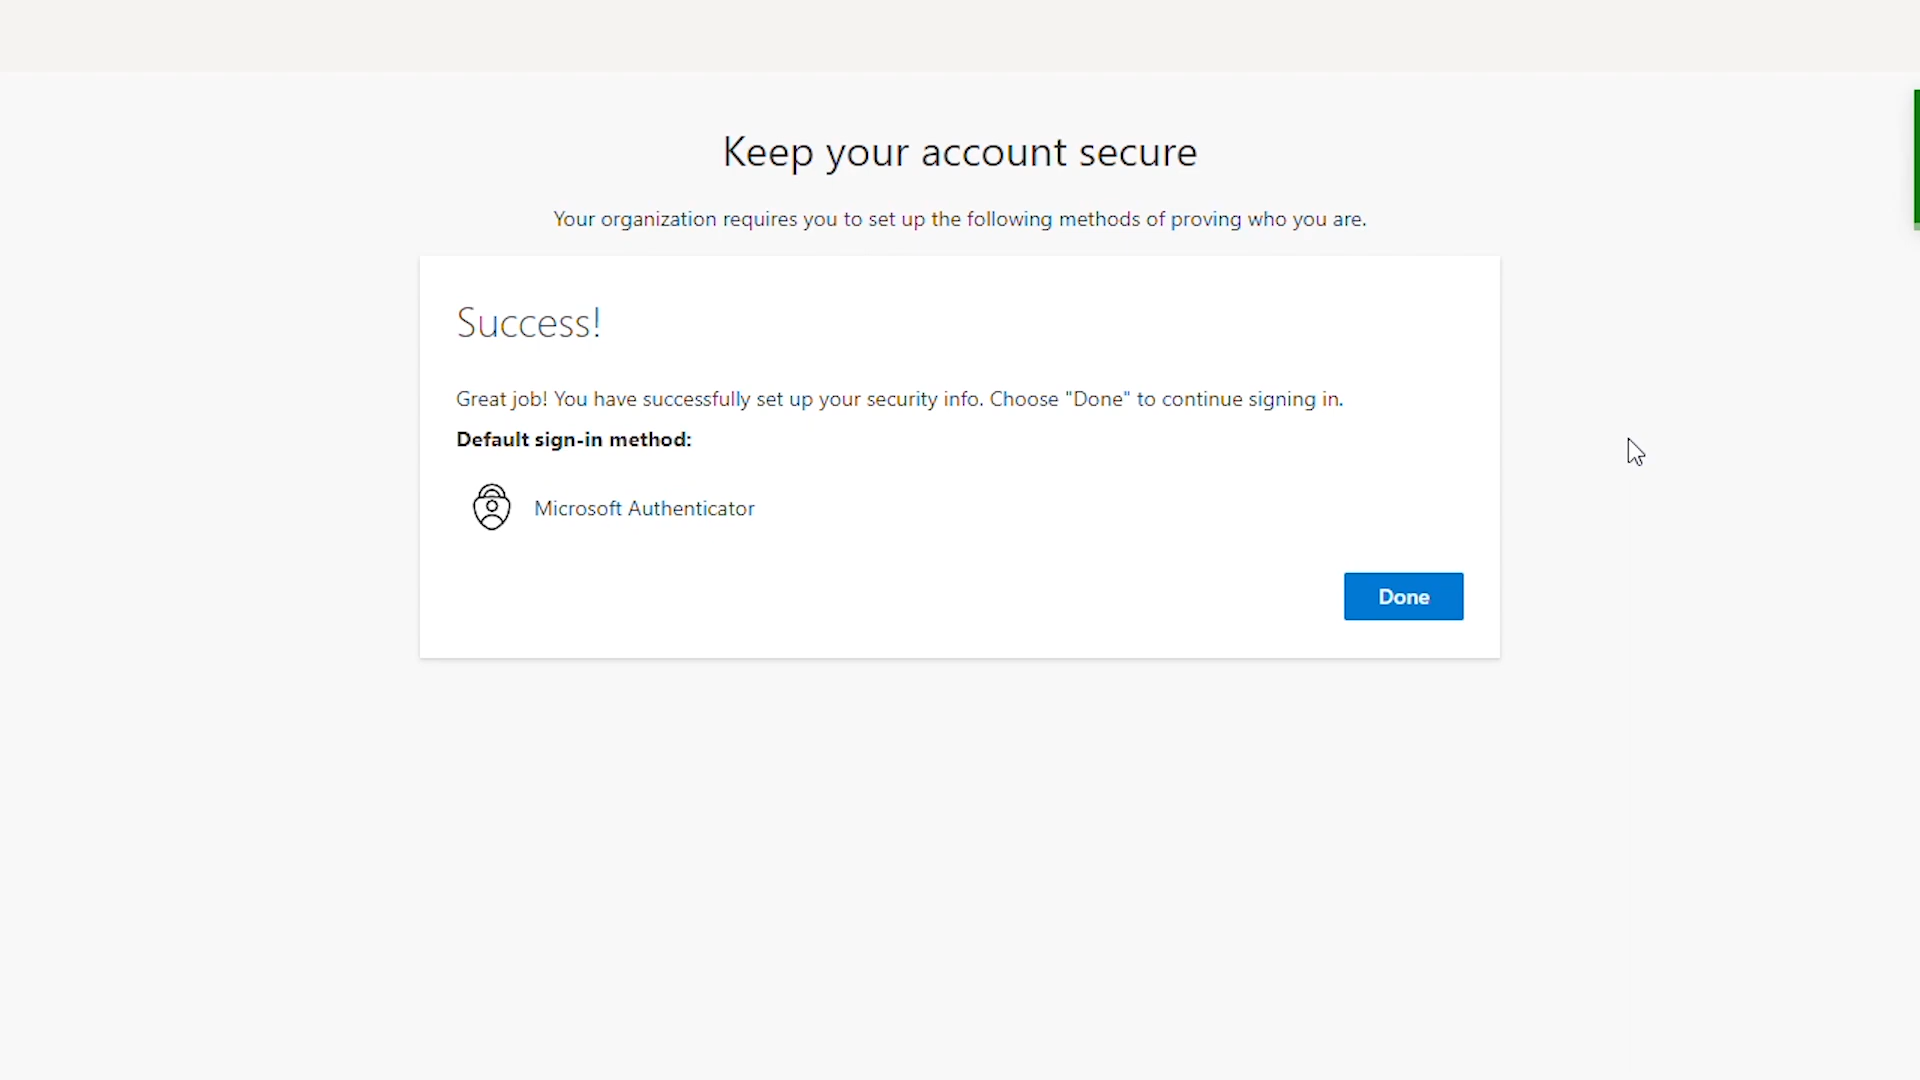 Keep your account secure
Your organization requires you to set up the following methods of proving who you are.
Success!
Great job! You have successfully set up your security info. Choose "Done" to continue signing in.
Default sign-in method:
Microsoft Authenticator
Done